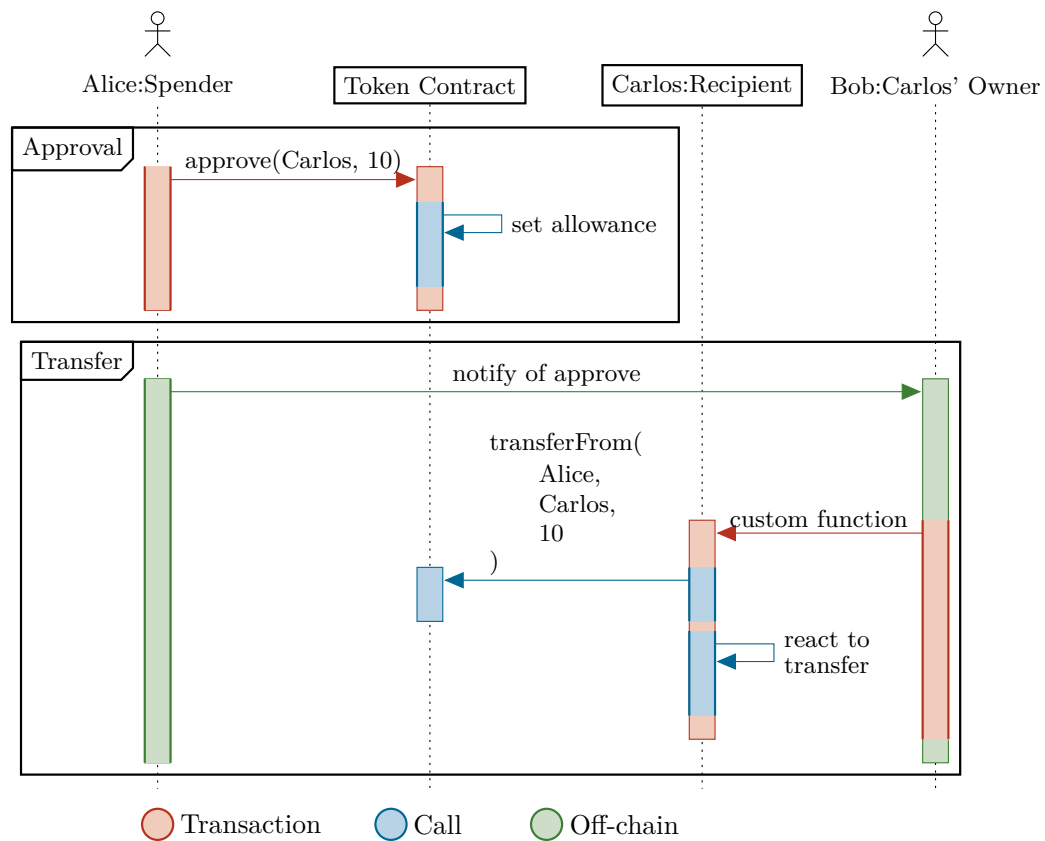 Alice:Spender
Token Contract
Carlos:Recipient
Bob:Carlos' Owner
Approval
approve(Carlos, 10)
set allowance
Transfer
notify of approve
transferFrom(
Alice,
Carlos,
10
)
custom function
react to
transfer
Transaction
Call
Off-chain